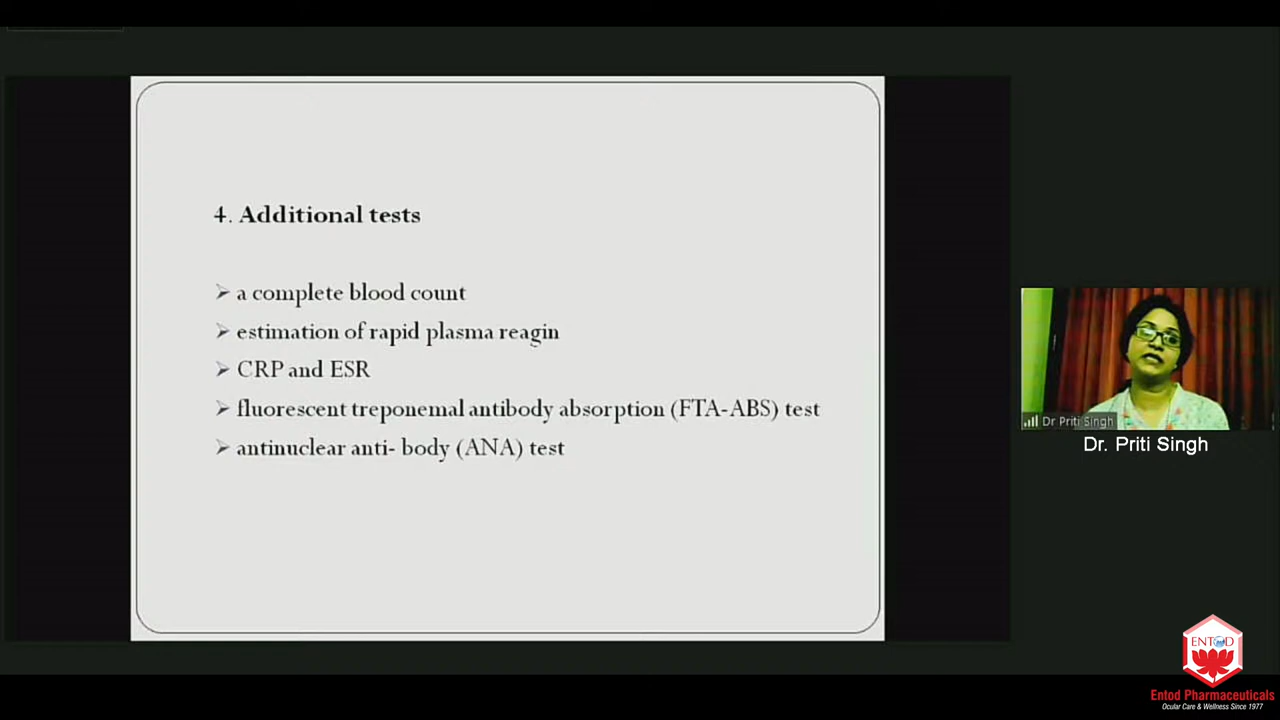 4. Additional tests
➢ a complete blood count
➢ estimation of rapid plasma reagin
➢ CRP and ESR
➢ fluorescent treponemal antibody absorption (FTA-ABS) test
➢ antinuclear anti- body (ANA) test
Dr Priti Singh
Dr. Priti Singh
ENTOD
Entod Pharmaceuticals
Ocular Care & Wellness Since 1977